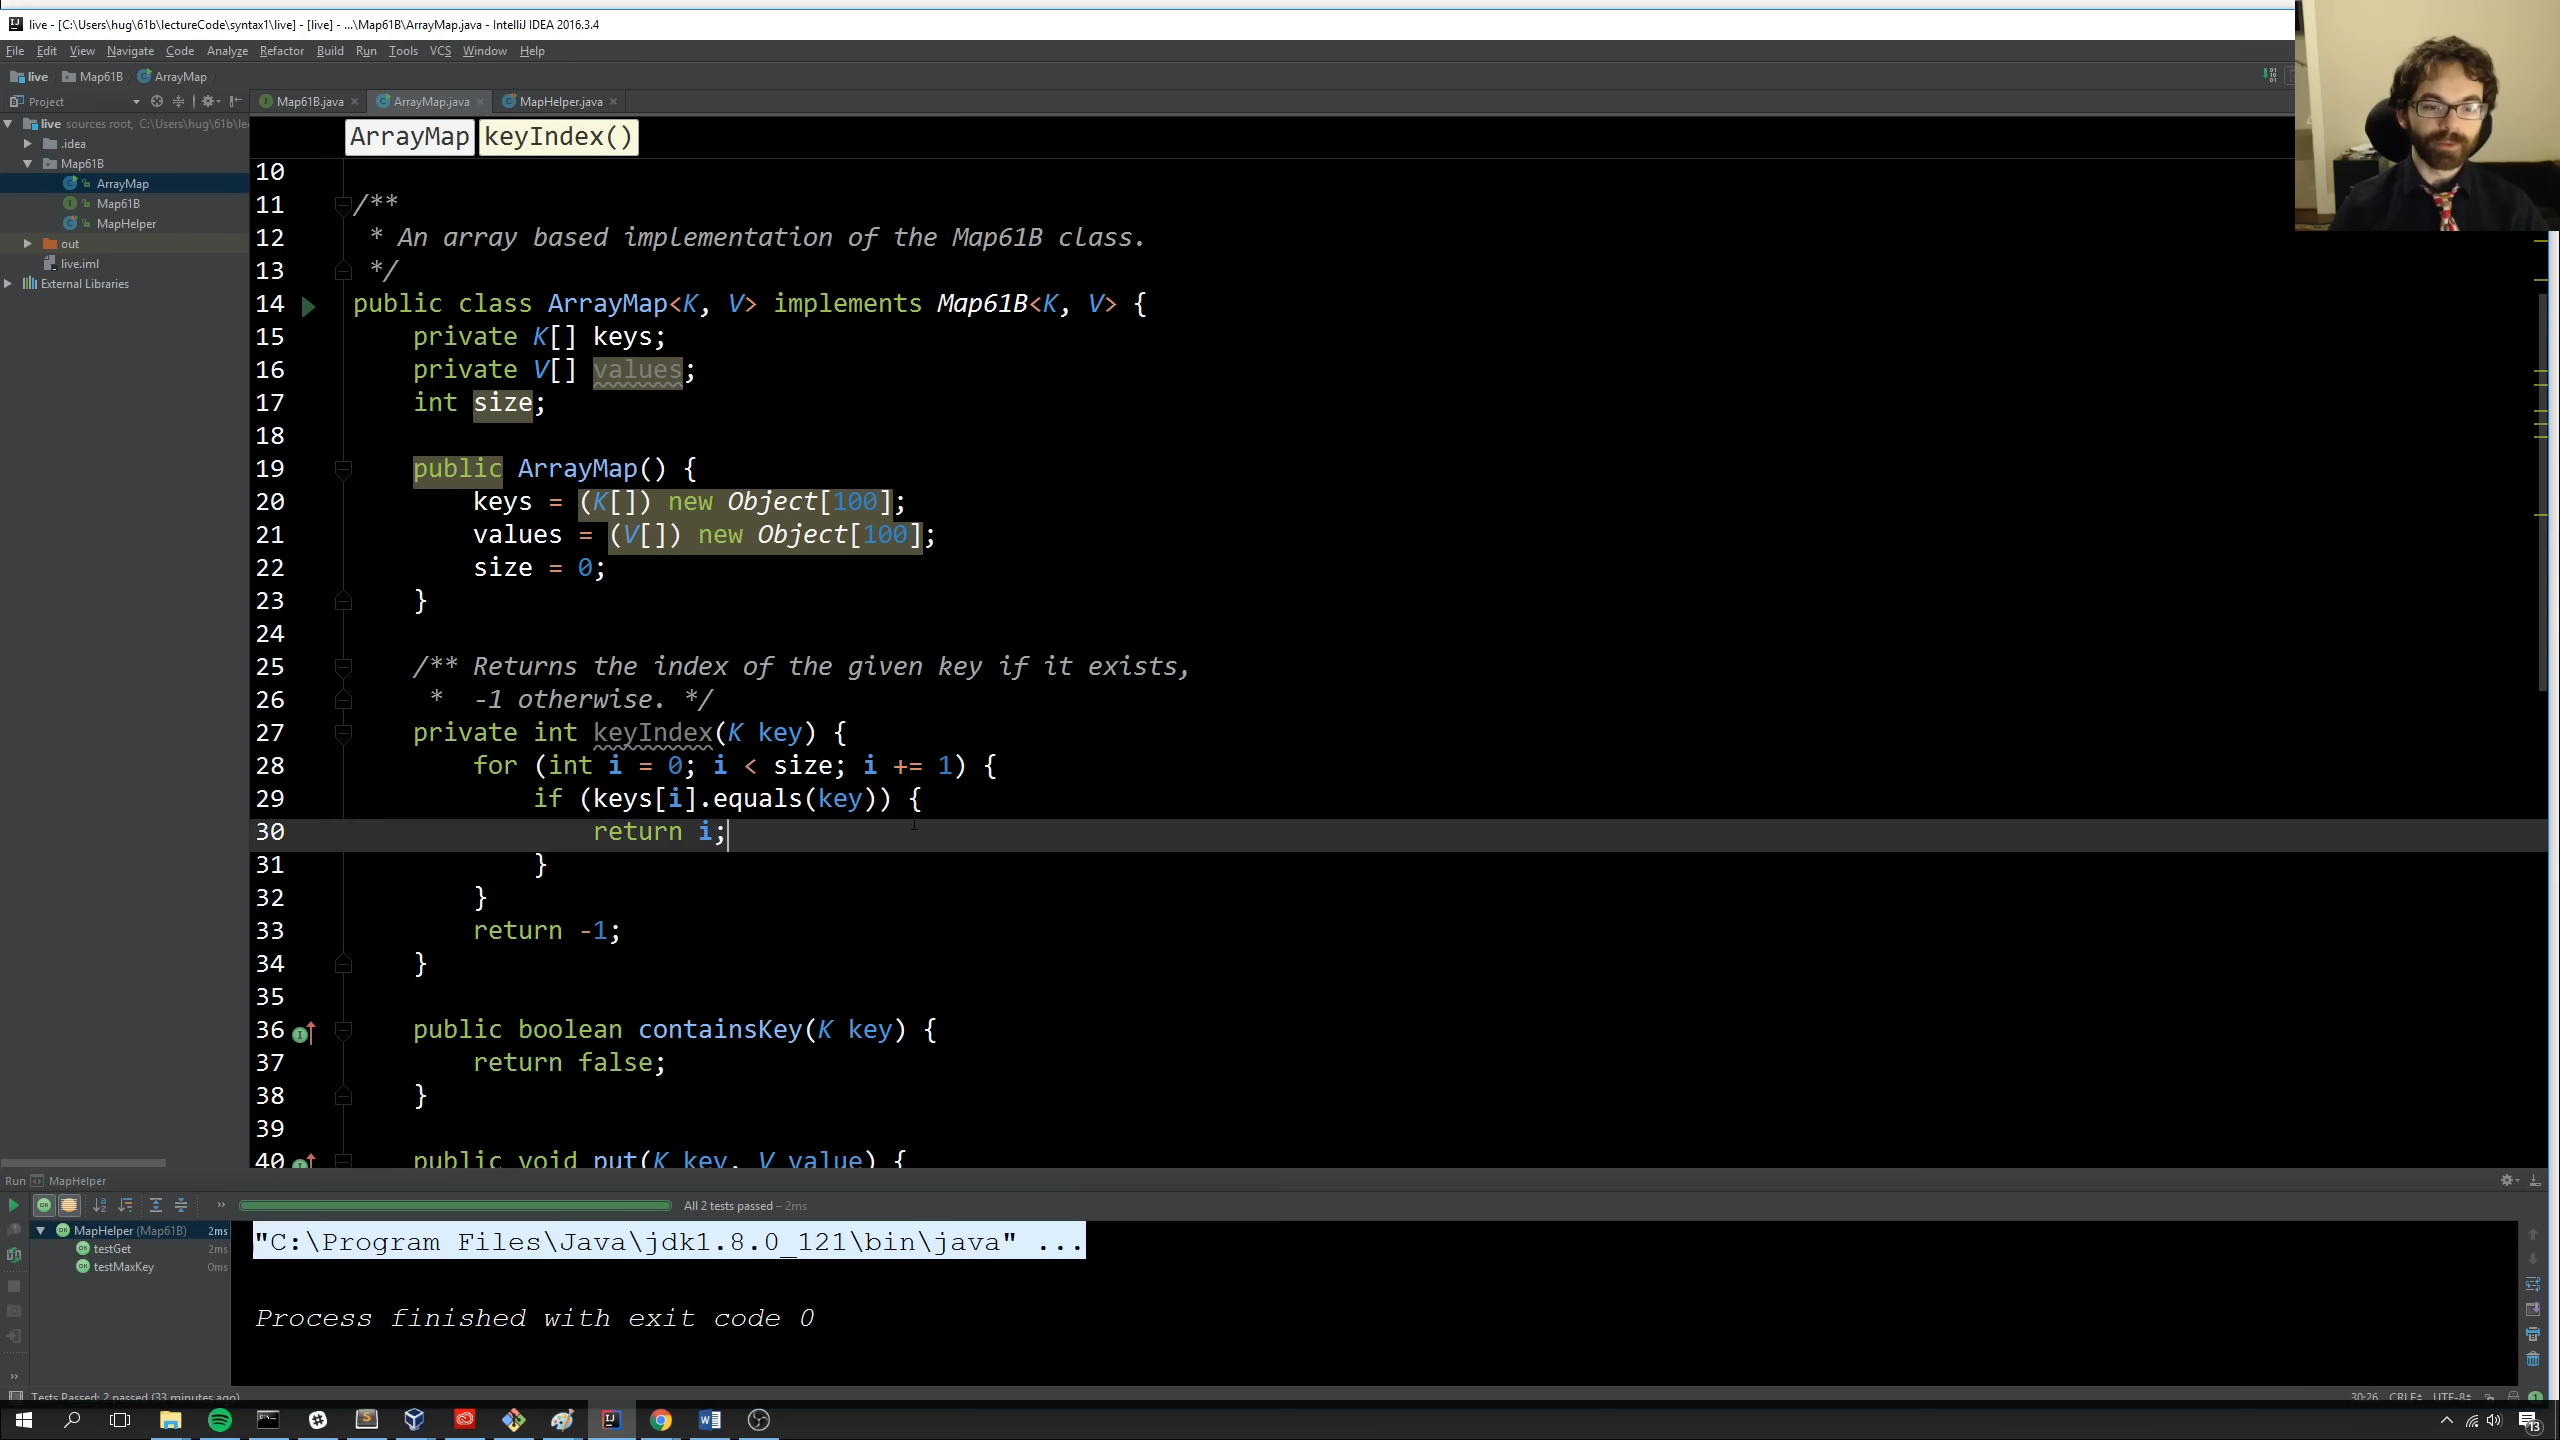 live - [C:\Users\hug\61b\lectureCode\syntax1\live] - [live] - ...\Map61B\ArrayMap.java - IntelliJ IDEA 2016.3.4
File Edit View Navigate Code Analyze Refactor Build Run Tools VCS Window Help
live Map61B ArrayMap
Project
Map61B.java ArrayMap.java MapHelper.java
live sources root, C:\Users\hug\61b\le
.idea
Map61B
ArrayMap
Map61B
MapHelper
out
live.iml
External Libraries
ArrayMap keyIndex()
10
11 /**
12 * An array based implementation of the Map61B class.
13 */
14 public class ArrayMap<K, V> implements Map61B<K, V> {
15 private K[] keys;
16 private V[] values;
17 int size;
18
19 public ArrayMap() {
20 keys = (K[]) new Object[100];
21 values = (V[]) new Object[100];
22 size = 0;
23 }
24
25 /** Returns the index of the given key if it exists,
26 * -1 otherwise. */
27 private int keyIndex(K key) {
28 for (int i = 0; i < size; i += 1) {
29 if (keys[i].equals(key)) {
30 return i;
31 }
32 }
33 return -1;
34 }
35
36 public boolean containsKey(K key) {
37 return false;
38 }
39
40 public void put(K key, V value) {
Run MapHelper
All 2 tests passed – 2ms
MapHelper (Map61B) 2ms
testGet 2ms
testMaxKey 0ms
"C:\Program Files\Java\jdk1.8.0_121\bin\java" ...
Process finished with exit code 0
Tests Passed: 2 passed (33 minutes ago)
30:26 CRLF UTF-8
13